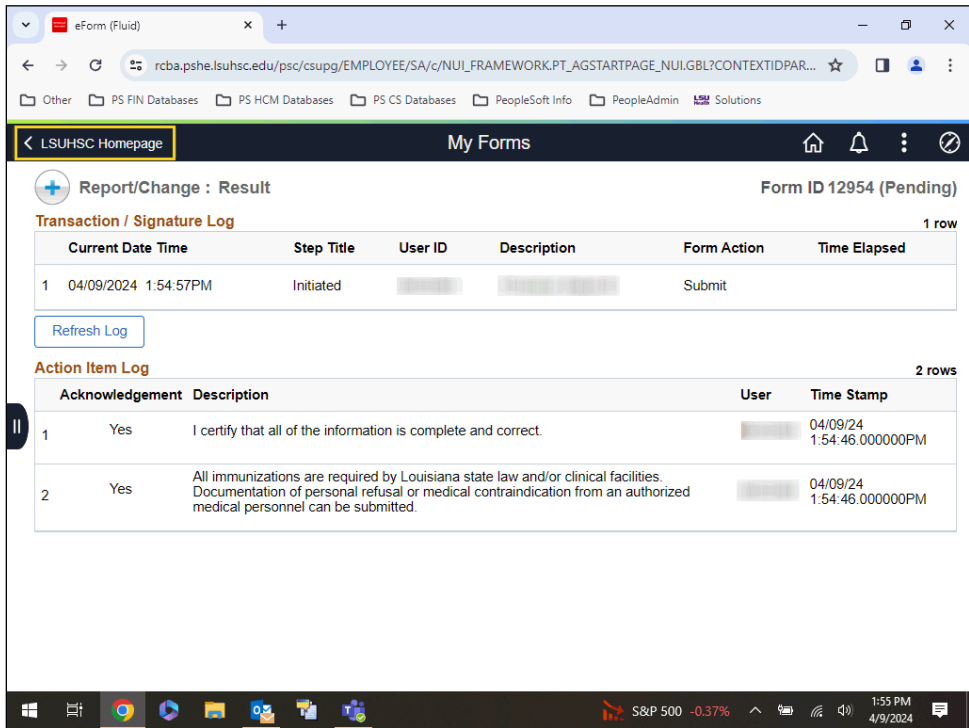 eForm (Fluid)
rcba.pshe.lsuhsc.edu/psc/csupg/EMPLOYEE/SA/c/NUI_FRAMEWORK.PT_AGSTARTPAGE_NUI.GBL?CONTEXTIDPAR...
Other PS FIN Databases PS HCM Databases PS CS Databases PeopleSoft Info PeopleAdmin LSU Solutions
LSUHSC Homepage My Forms
Report/Change : Result Form ID 12954 (Pending)
Transaction / Signature Log 1 row
Current Date Time Step Title User ID Description Form Action Time Elapsed
1 04/09/2024 1:54:57PM Initiated Submit
Refresh Log
Action Item Log 2 rows
Acknowledgement Description User Time Stamp
1 Yes I certify that all of the information is complete and correct. 04/09/24
1:54:46.000000PM
All immunizations are required by Louisiana state law and/or clinical facilities.
2 Yes Documentation of personal refusal or medical contraindication from an authorized 04/09/24
medical personnel can be submitted. 1:54:46.000000PM
S&P 500 -0.37% 1:55 PM
4/9/2024